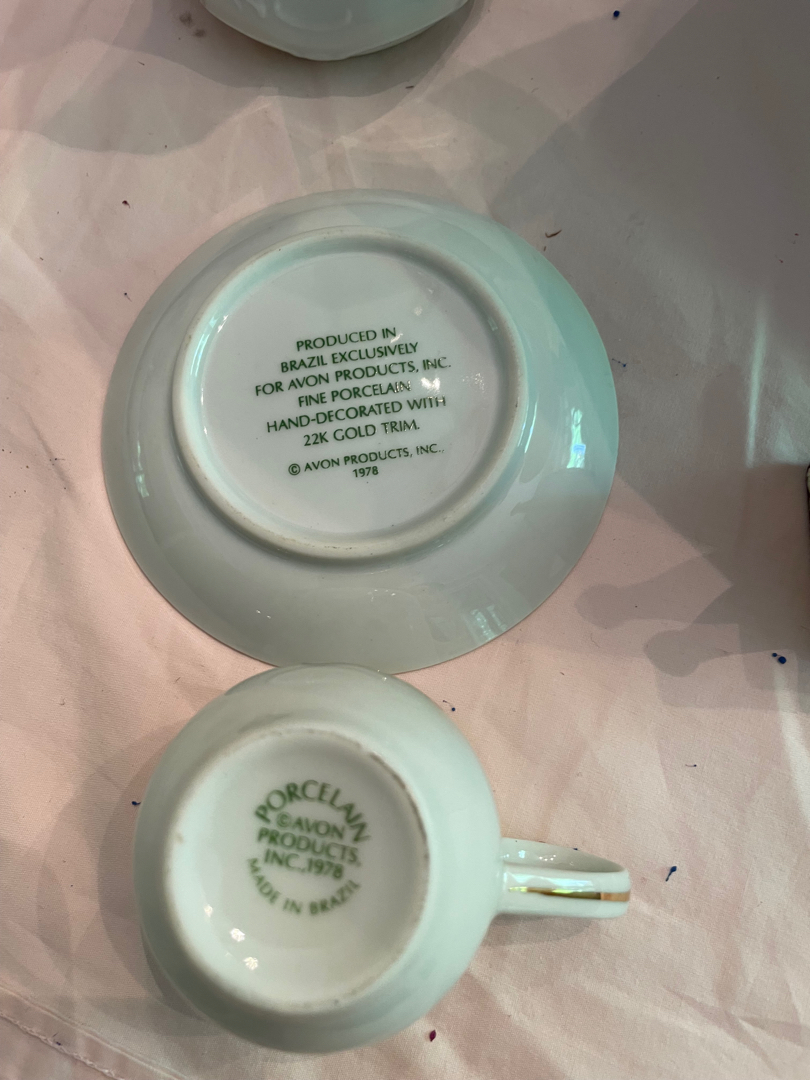 PRODUCED IN
BRAZIL EXCLUSIVELY
FOR AVON PRODUCTS, INC.
FINE PORCELAIN
HAND-DECORATED WITH
22K GOLD TRIM.
© AVON PRODUCTS, INC.,
1978
PORCELAIN
©AVON
PRODUCTS,
INC., 1978
MADE IN BRAZIL